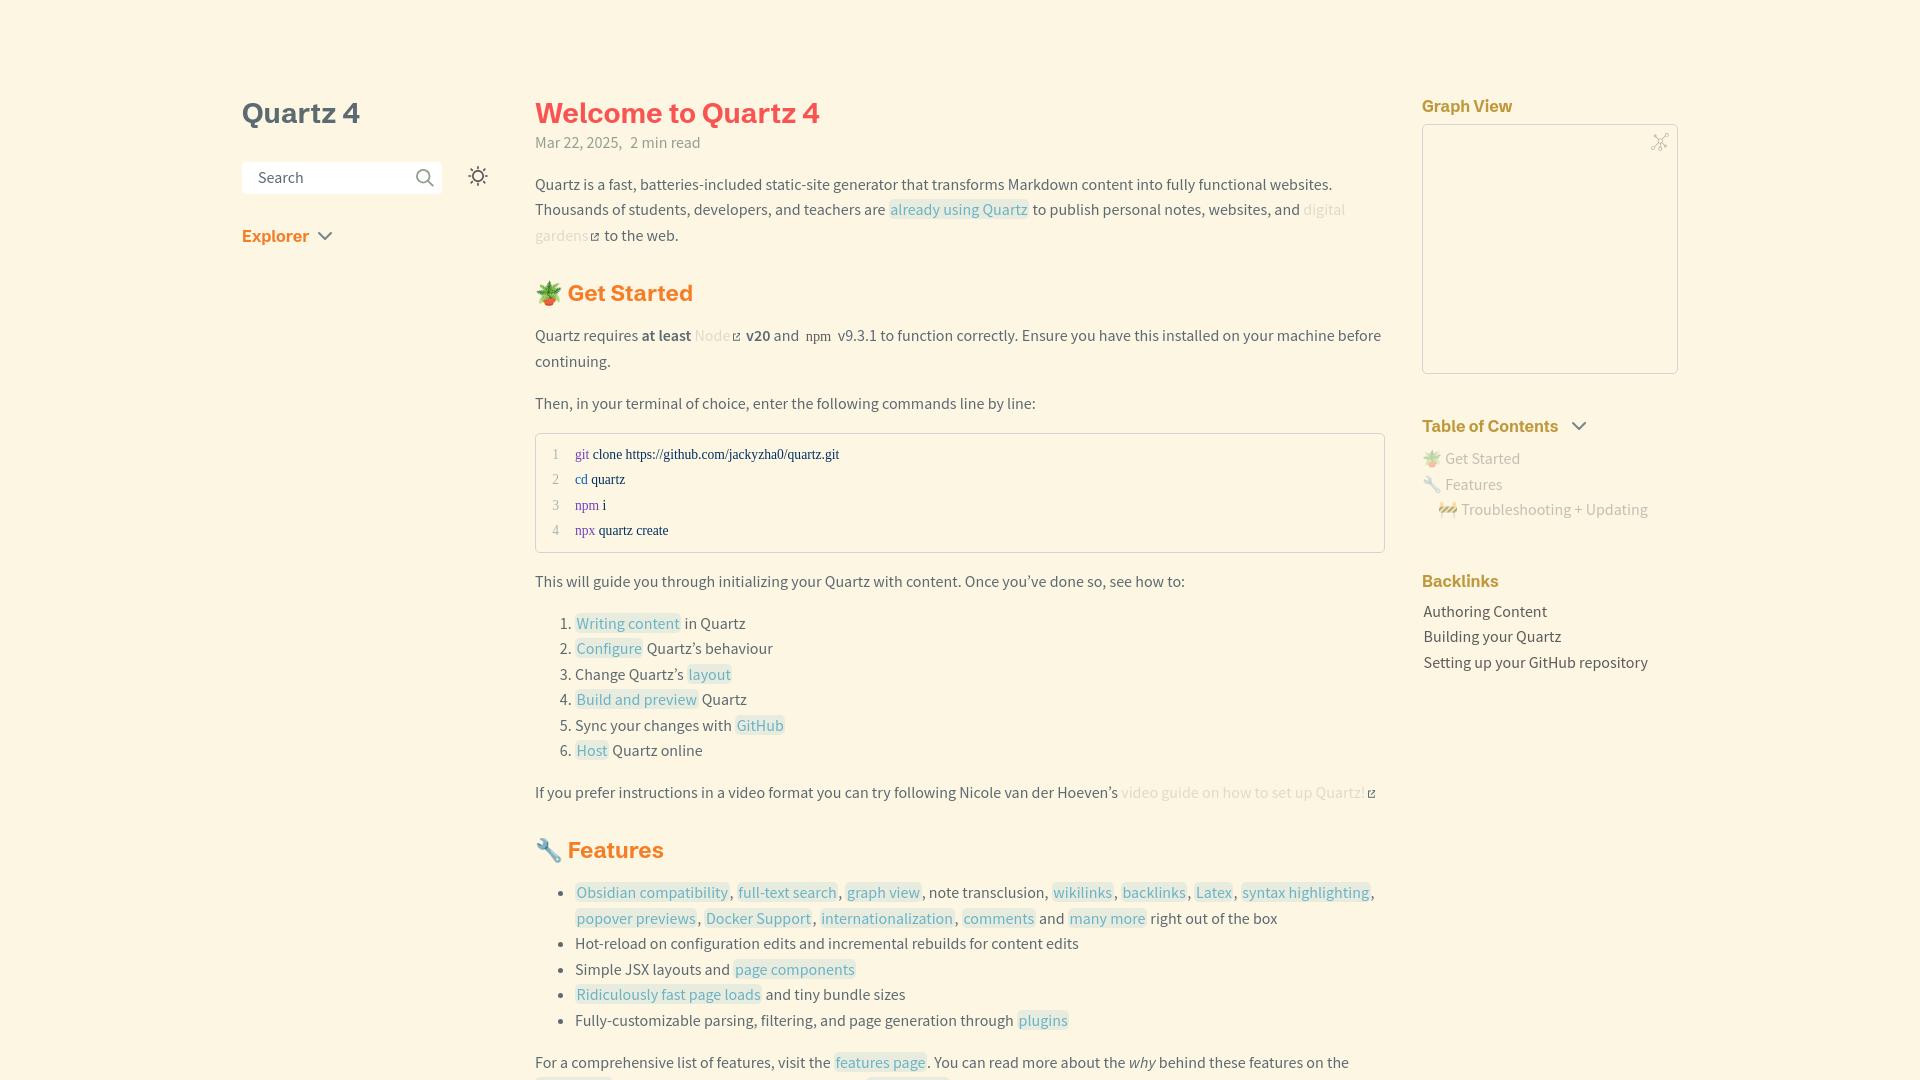 Quartz 4
Search
Explorer
Welcome to Quartz 4
Mar 22, 2025, 2 min read
Quartz is a fast, batteries-included static-site generator that transforms Markdown content into fully functional websites.
Thousands of students, developers, and teachers are already using Quartz to publish personal notes, websites, and digital
gardens to the web.
🪴 Get Started
Quartz requires at least Node v20 and npm v9.3.1 to function correctly. Ensure you have this installed on your machine before
continuing.
Then, in your terminal of choice, enter the following commands line by line:
1 git clone https://github.com/jackyzha0/quartz.git
2 cd quartz
3 npm i
4 npx quartz create
This will guide you through initializing your Quartz with content. Once you’ve done so, see how to:
1. Writing content in Quartz
2. Configure Quartz’s behaviour
3. Change Quartz’s layout
4. Build and preview Quartz
5. Sync your changes with GitHub
6. Host Quartz online
If you prefer instructions in a video format you can try following Nicole van der Hoeven’s video guide on how to set up Quartz!
🔧 Features
• Obsidian compatibility, full-text search, graph view, note transclusion, wikilinks, backlinks, Latex, syntax highlighting,
popover previews, Docker Support, internationalization, comments and many more right out of the box
• Hot-reload on configuration edits and incremental rebuilds for content edits
• Simple JSX layouts and page components
• Ridiculously fast page loads and tiny bundle sizes
• Fully-customizable parsing, filtering, and page generation through plugins
For a comprehensive list of features, visit the features page. You can read more about the why behind these features on the
Graph View
Table of Contents
🪴 Get Started
🔧 Features
🚧 Troubleshooting + Updating
Backlinks
Authoring Content
Building your Quartz
Setting up your GitHub repository